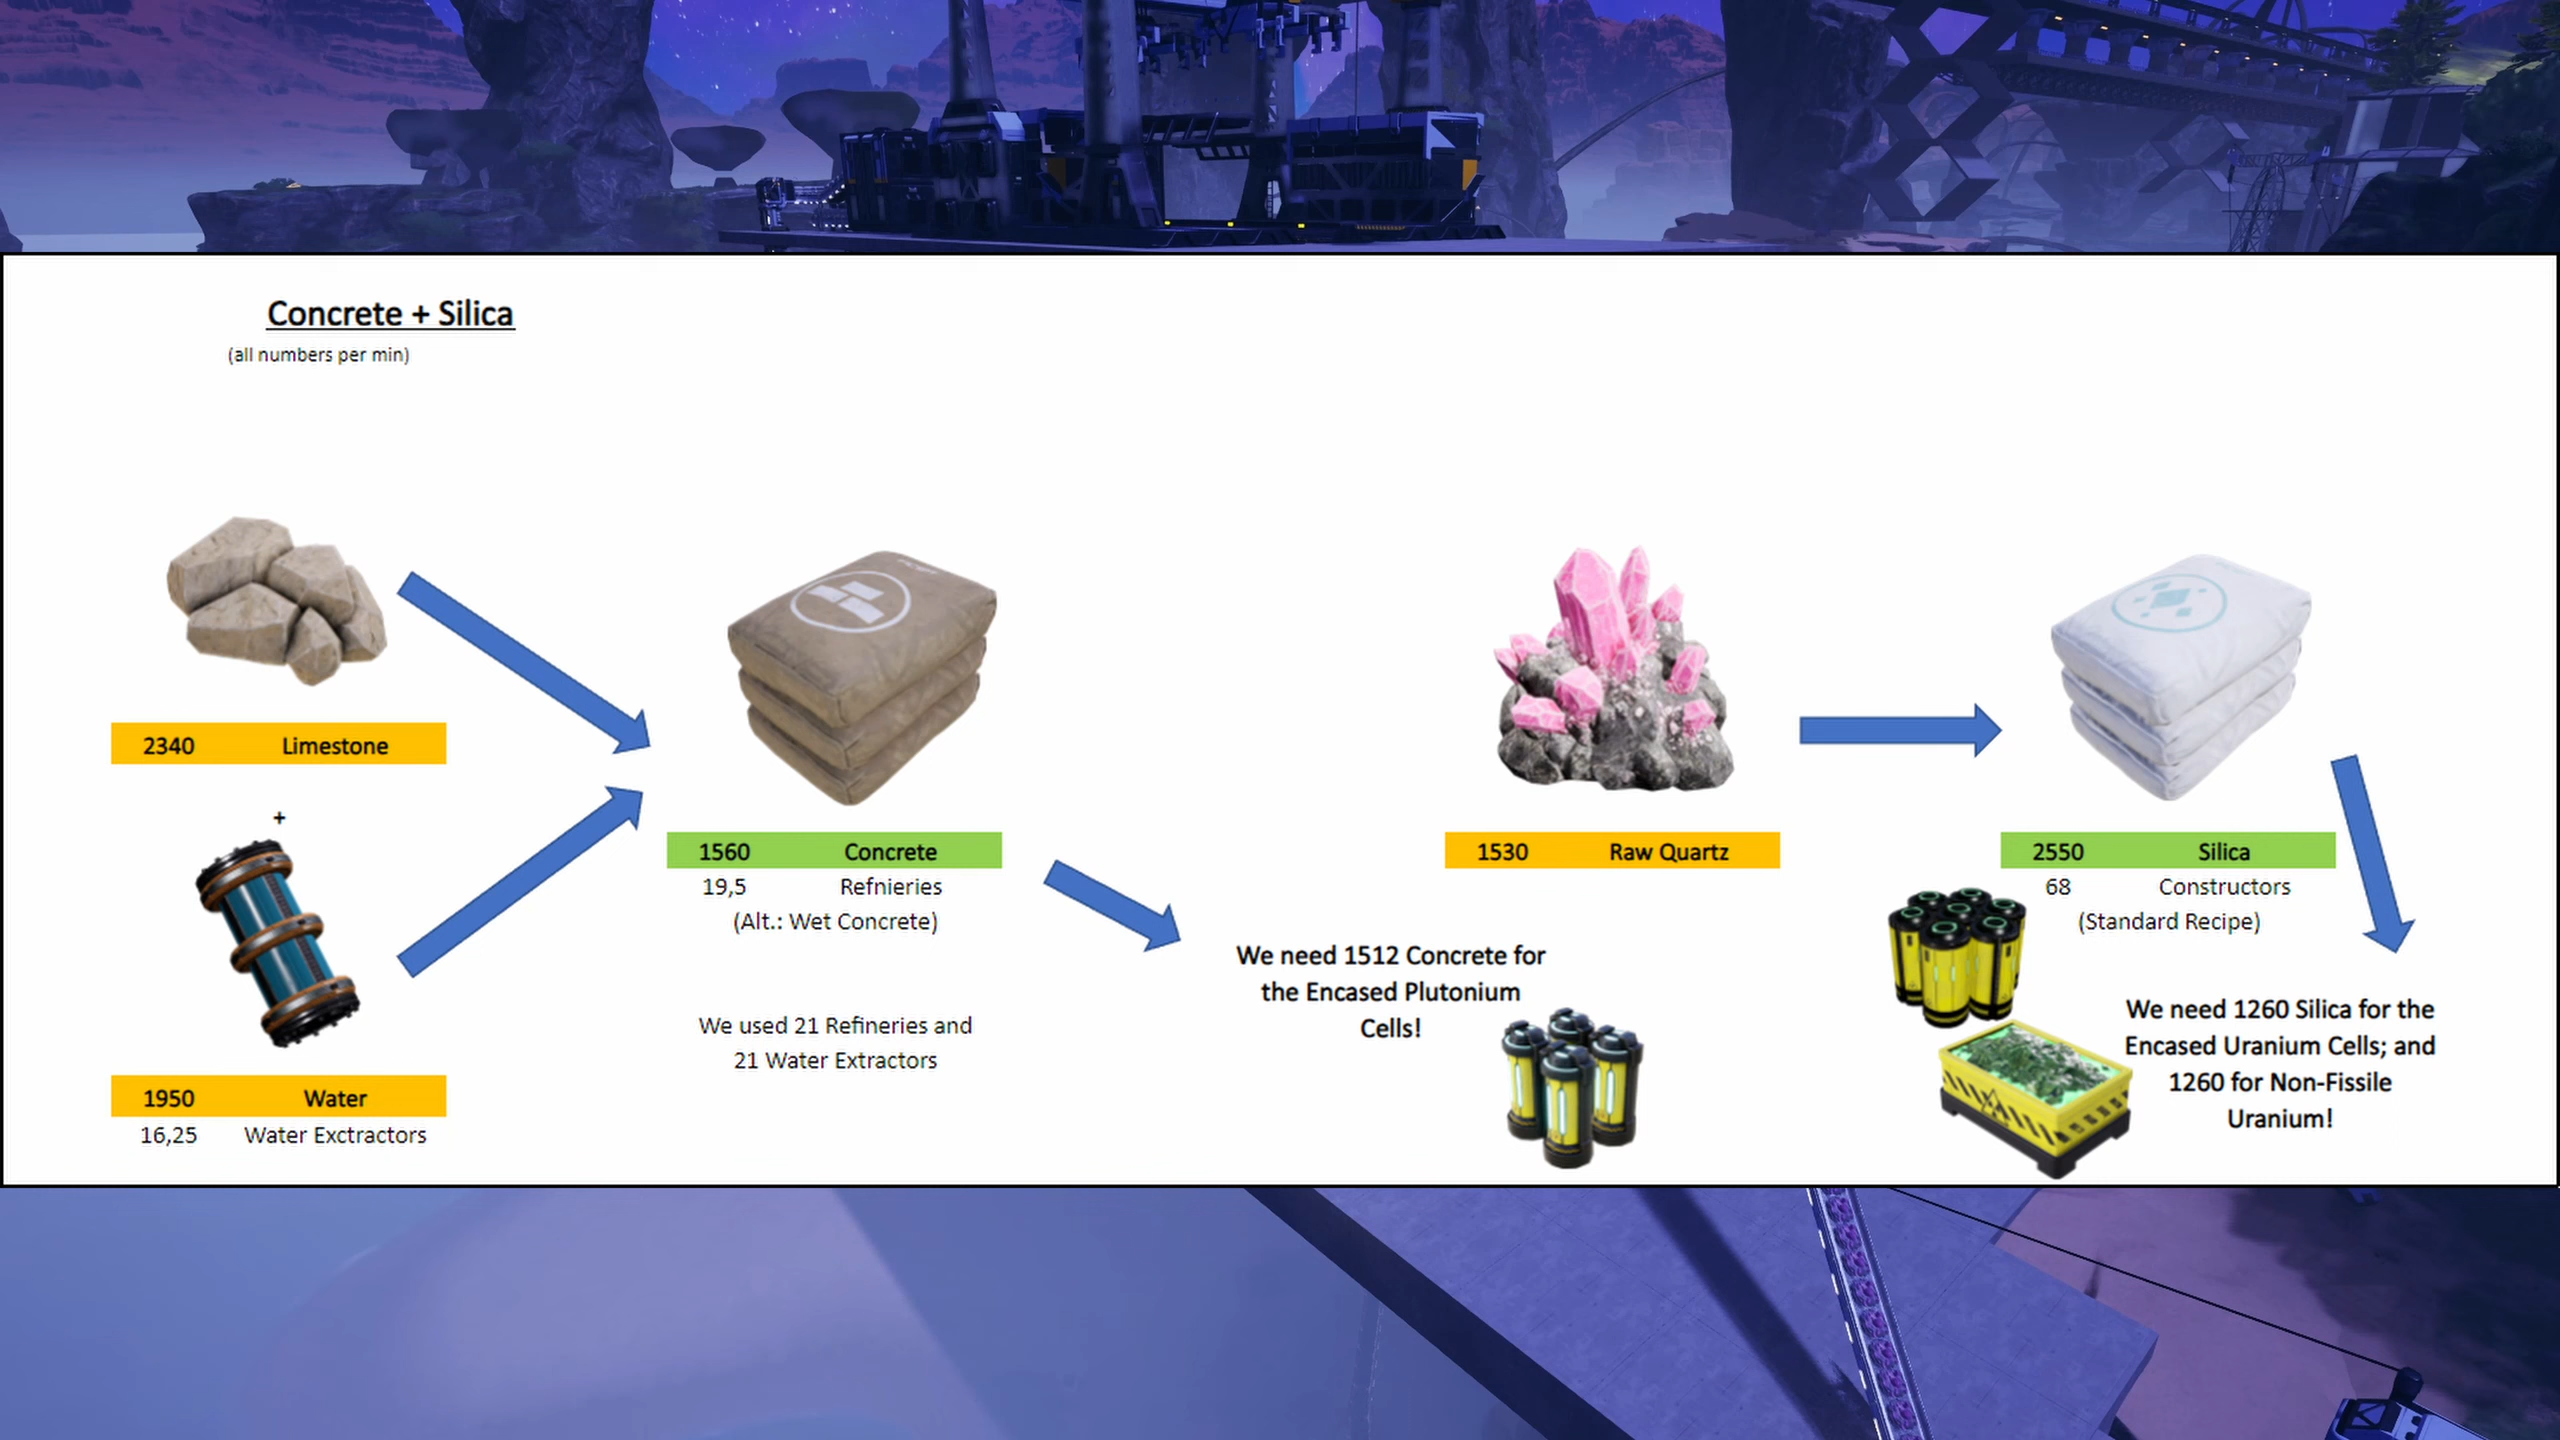 Concrete + Silica
(all numbers per min)
2340 Limestone
+
1950 Water
16,25 Water Exctractors
1560 Concrete
19,5 Refnieries
(Alt.: Wet Concrete)
We used 21 Refineries and
21 Water Extractors
We need 1512 Concrete for
the Encased Plutonium
Cells!
1530 Raw Quartz
2550 Silica
68 Constructors
(Standard Recipe)
We need 1260 Silica for the
Encased Uranium Cells; and
1260 for Non-Fissile
Uranium!